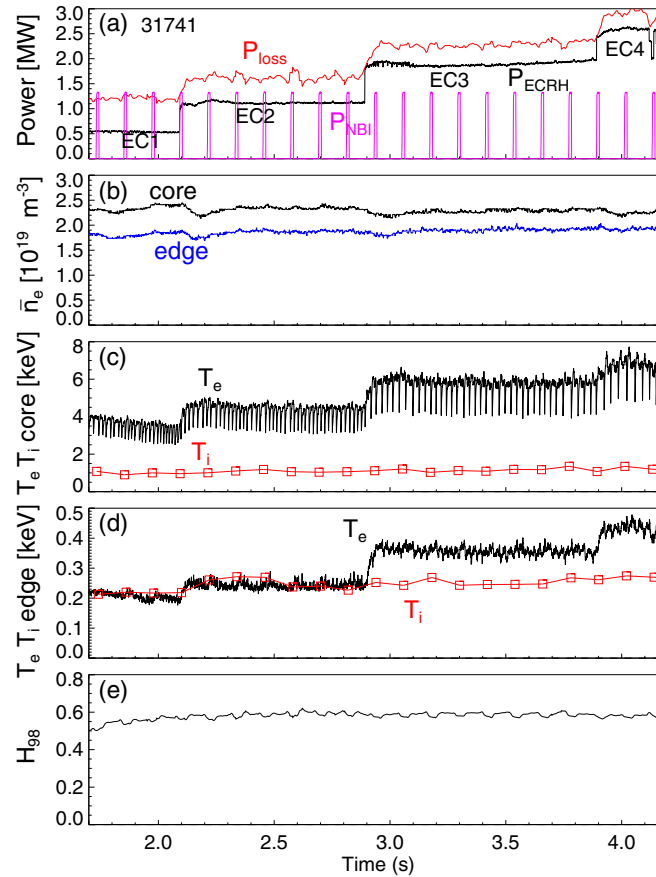 (a) 31741
P_loss
EC1
EC2
EC3
EC4
P_NBI
P_ECRH
Power [MW]
3.0
2.5
2.0
1.5
1.0
0.5
0.0
(b)
core
edge
n̄_e [10^19 m^-3]
3.0
2.5
2.0
1.5
1.0
0.5
0.0
(c)
T_e
T_i
T_e T_i core [keV]
8
6
4
2
1
0
(d)
T_e
T_i
T_e T_i edge [keV]
0.5
0.4
0.3
0.2
0.1
0.0
(e)
H_98
0.8
0.6
0.4
0.2
0.0
2.0 2.5 3.0 3.5 4.0
Time (s)